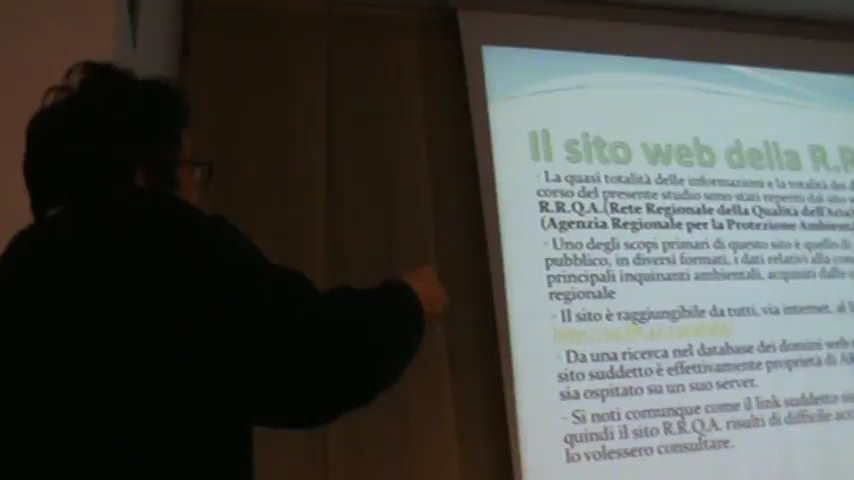 Il sito web della R.R
· La quasi totalità delle informazioni e la totalità dei
corso del presente studio sono stati reperiti dal sito
R.R.Q.A.(Rete Regionale della Qualità dell'Aria
(Agenzia Regionale per la Protezione Ambient
· Uno degli scopi primari di questo sito è quello di
pubblico, in diversi formati, i dati relativi alla
principali inquinanti ambientali, acquisiti dalle
regionale
· Il sito è raggiungibile da tutti, via internet, al
· Da una ricerca nel database dei domini web
sito suddetto è effettivamente proprietà di AR
sia ospitato su un suo server.
· Si noti comunque come il link suddetto
quindi il sito R.R.Q.A. risulti di difficile
lo volessero consultare.